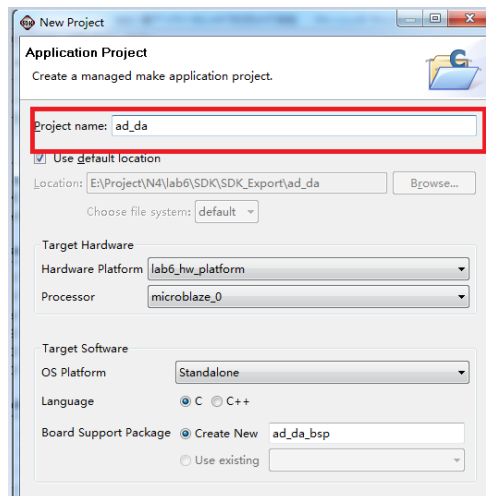 New Project
Application Project
Create a managed make application project.
Project name: ad_da
Use default location
Location: E:\Project\N4\lab6\SDK\SDK_Export\ad_da Browse...
Choose file system: default
Target Hardware
Hardware Platform lab6_hw_platform
Processor microblaze_0
Target Software
OS Platform Standalone
Language C C++
Board Support Package Create New ad_da_bsp
Use existing